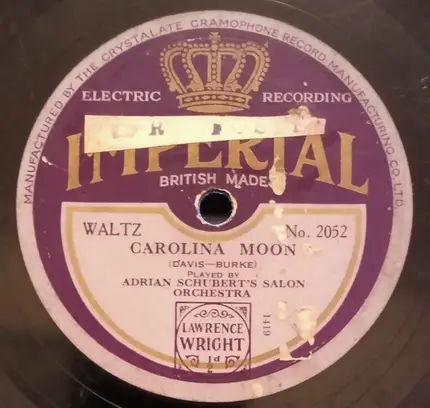 MANUFACTURED BY THE CRYSTALATE GRAMOPHONE RECORD MANUFACTURING CO. LTD.
ELECTRIC RECORDING
IMPERIAL
BRITISH MADE
WALTZ No. 2052
CAROLINA MOON
(DAVIS—BURKE)
PLAYED BY
ADRIAN SCHUBERT'S SALON
ORCHESTRA
1419
LAWRENCE
WRIGHT